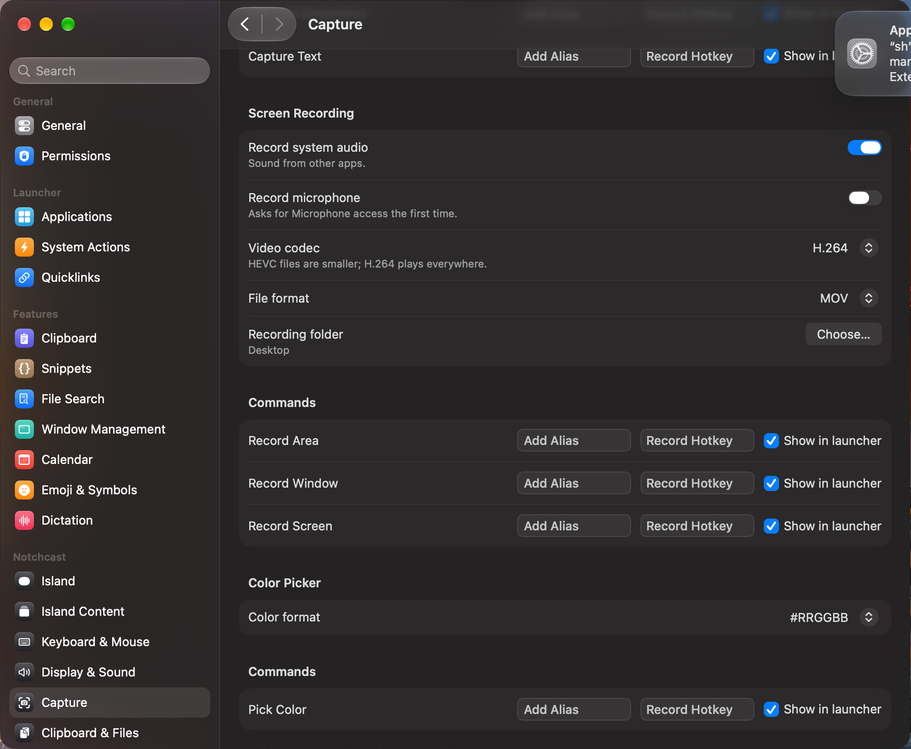 Capture
Search
General
General
Permissions
Launcher
Applications
System Actions
Quicklinks
Features
Clipboard
Snippets
File Search
Window Management
Calendar
Emoji & Symbols
Dictation
Notchcast
Island
Island Content
Keyboard & Mouse
Display & Sound
Capture
Clipboard & Files
Capture Text Add Alias Record Hotkey Show in
Screen Recording
Record system audio
Sound from other apps.
Record microphone
Asks for Microphone access the first time.
Video codec H.264
HEVC files are smaller; H.264 plays everywhere.
File format MOV
Recording folder Choose...
Desktop
Commands
Record Area Add Alias Record Hotkey Show in launcher
Record Window Add Alias Record Hotkey Show in launcher
Record Screen Add Alias Record Hotkey Show in launcher
Color Picker
Color format #RRGGBB
Commands
Pick Color Add Alias Record Hotkey Show in launcher
App
"sh"
mar
Exte